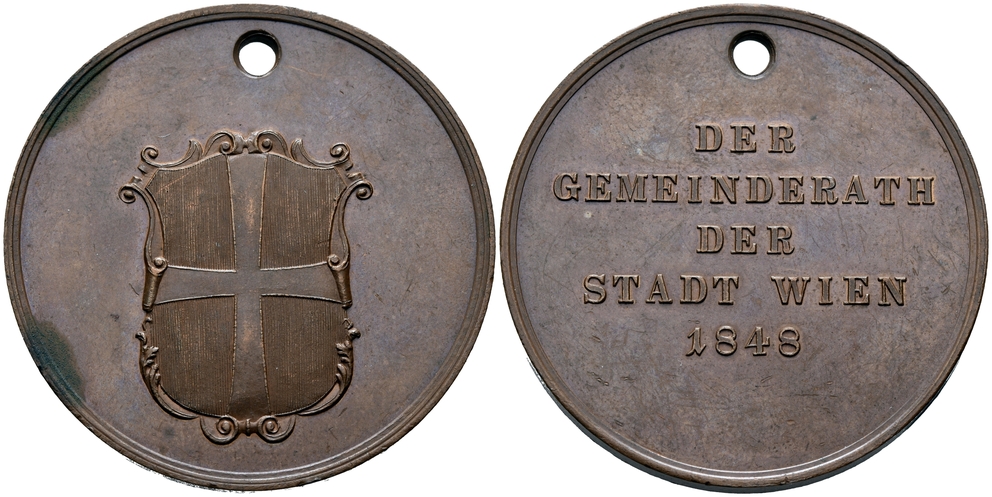 DER
GEMEINDERATH
DER
STADT WIEN
1848